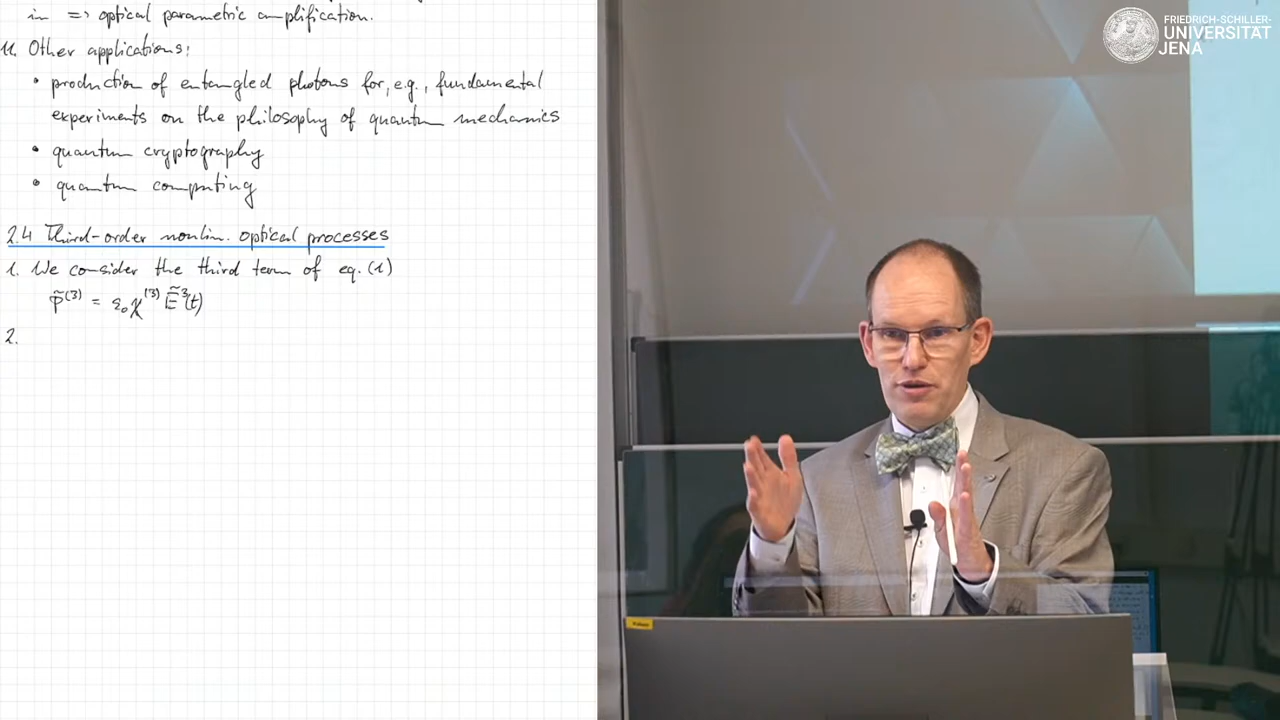 in => optical parametric amplification.
11. Other applications:
• production of entangled photons for, e.g., fundamental
experiments on the philosophy of quantum mechanics
• quantum cryptography
• quantum computing
2.4 Third-order nonlin. optical processes
1. We consider the third term of eq. (1)
P̃⁽³⁾ = ε₀χ⁽³⁾Ẽ³(t)
2.
FRIEDRICH-SCHILLER-
UNIVERSITÄT
JENA